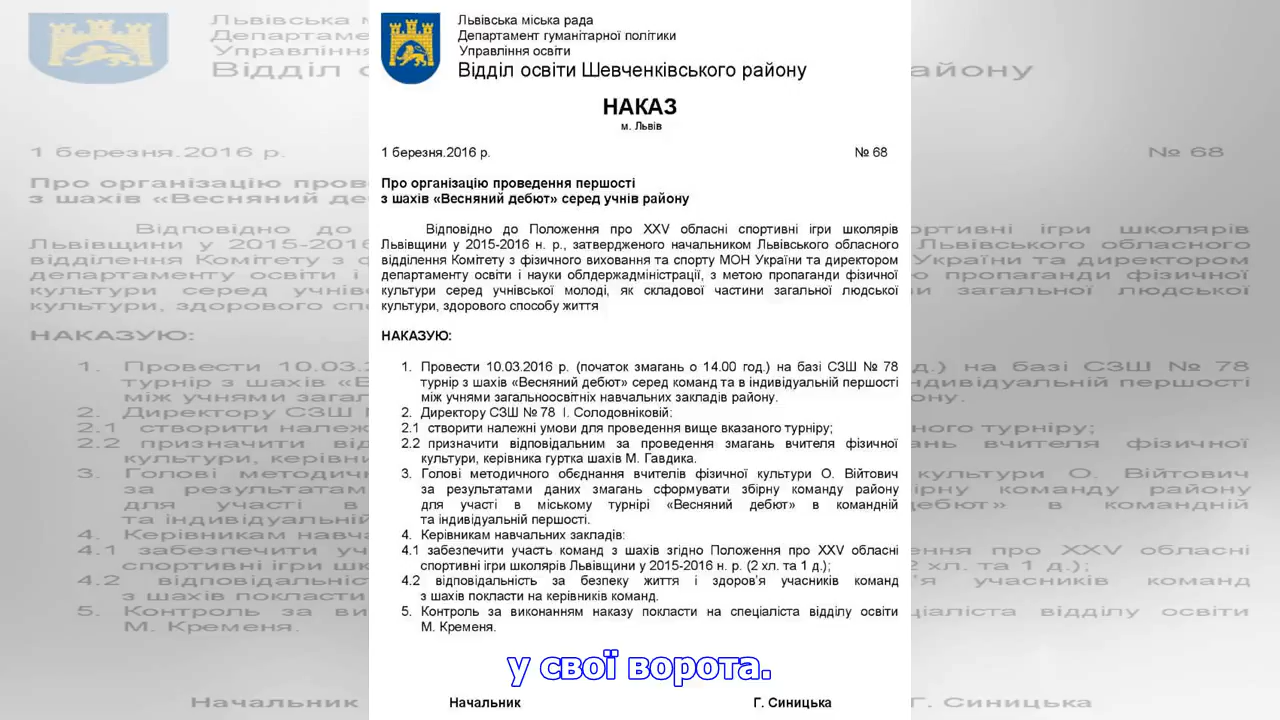 Львівська міська рада
Департамент гуманітарної політики
Управління освіти
Відділ освіти Шевченківського району
НАКАЗ
м. Львів
1 березня.2016 р. № 68
Про організацію проведення першості
з шахів «Весняний дебют» серед учнів району
Відповідно до Положення про XXV обласні спортивні ігри школярів
Львівщини у 2015-2016 н. р., затвердженого начальником Львівського обласного
відділення Комітету з фізичного виховання та спорту МОН України та директором
департаменту освіти і науки облдержадміністрації, з метою пропаганди фізичної
культури серед учнівської молоді, як складової частини загальної людської
культури, здорового способу життя
НАКАЗУЮ:
1. Провести 10.03.2016 р. (початок змагань о 14.00 год.) на базі СЗШ № 78
турнір з шахів «Весняний дебют» серед команд та в індивідуальній першості
між учнями загальноосвітніх навчальних закладів району.
2. Директору СЗШ № 78 І. Солодовніковій:
2.1 створити належні умови для проведення вище вказаного турніру;
2.2 призначити відповідальним за проведення змагань вчителя фізичної
культури, керівника гуртка шахів М. Гавдика.
3. Голові методичного обєднання вчителів фізичної культури О. Війтович
за результатами даних змагань сформувати збірну команду району
для участі в міському турнірі «Весняний дебют» в командній
та індивідуальній першості.
4. Керівникам навчальних закладів:
4.1 забезпечити участь команд з шахів згідно Положення про XXV обласні
спортивні ігри школярів Львівщини у 2015-2016 н. р. (2 хл. та 1 д.);
4.2 відповідальність за безпеку життя і здоров'я учасників команд
з шахів покласти на керівників команд.
5. Контроль за виконанням наказу покласти на спеціаліста відділу освіти
М. Кременя.
у свої ворота.
Начальник Г. Синицька